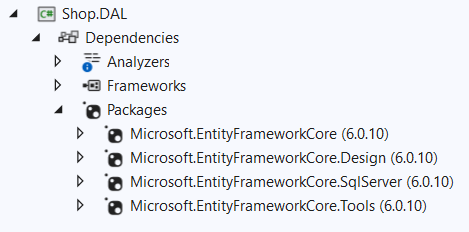 C# Shop.DAL
Dependencies
Analyzers
Frameworks
Packages
Microsoft.EntityFrameworkCore (6.0.10)
Microsoft.EntityFrameworkCore.Design (6.0.10)
Microsoft.EntityFrameworkCore.SqlServer (6.0.10)
Microsoft.EntityFrameworkCore.Tools (6.0.10)